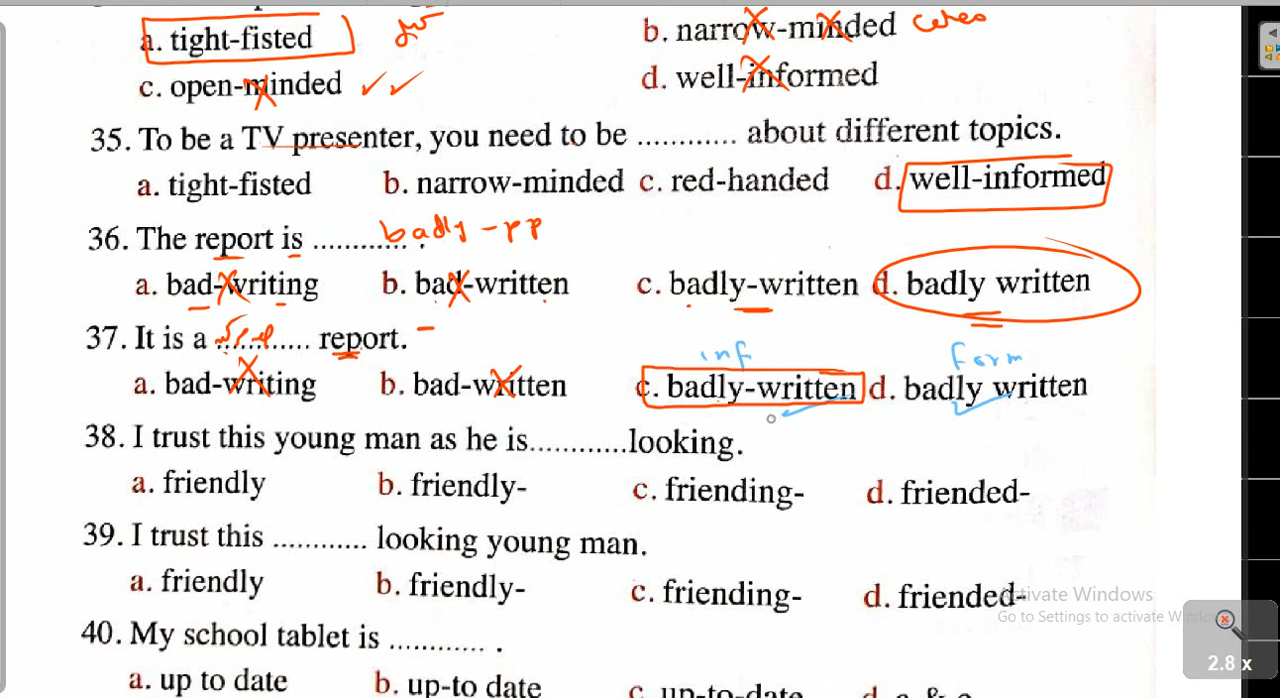 a. tight-fisted b. narrow-minded
c. open-minded d. well-informed
35. To be a TV presenter, you need to be ............ about different topics.
a. tight-fisted b. narrow-minded c. red-handed d. well-informed
badly - pp
36. The report is ............ .
a. bad-writing b. bad-written c. badly-written d. badly written
37. It is a ............ report.
inf Form
a. bad-writing b. bad-written c. badly-written d. badly written
38. I trust this young man as he is............looking.
a. friendly b. friendly- c. friending- d. friended-
39. I trust this ............ looking young man.
a. friendly b. friendly- c. friending- d. friended-
Activate Windows
Go to Settings to activate
40. My school tablet is ............ .
a. up to date b. up-to date c. up-to-date
2.8 x